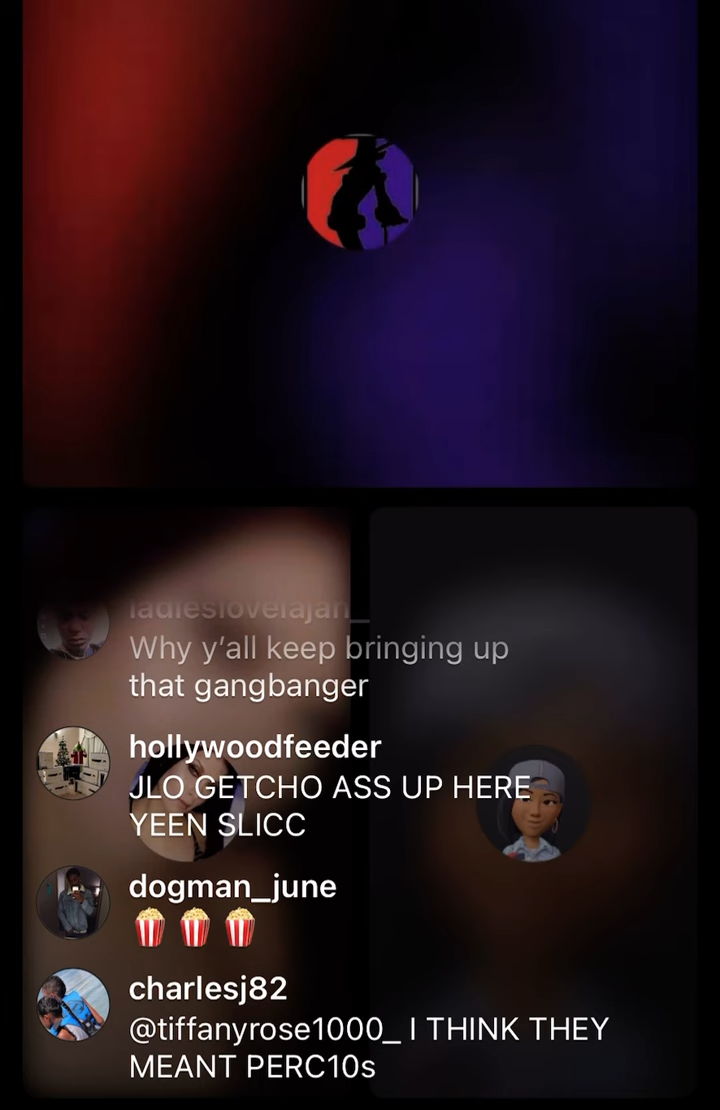 ladieslovelajah_
Why y’all keep bringing up
that gangbanger
hollywoodfeeder
JLO GETCHO ASS UP HERE
YEEN SLICC
dogman_june
🍿 🍿 🍿
charlesj82
@tiffanyrose1000_ I THINK THEY
MEANT PERC10s